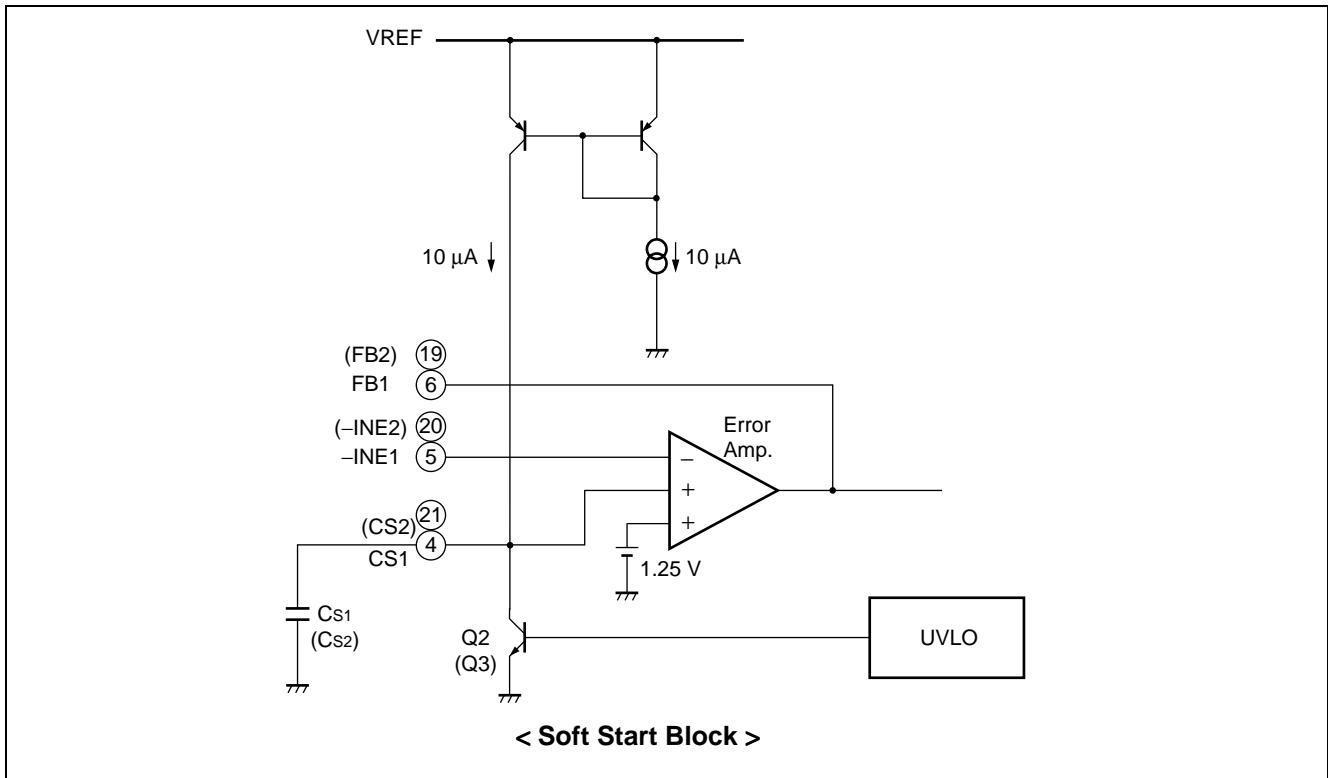 VREF
10 µA
10 µA
(FB2) 19
FB1 6
(−INE2) 20
−INE1 5
Error
Amp.
−
+
+
21
(CS2)
4
CS1
1.25 V
CS1
(CS2)
Q2
(Q3)
UVLO
< Soft Start Block >